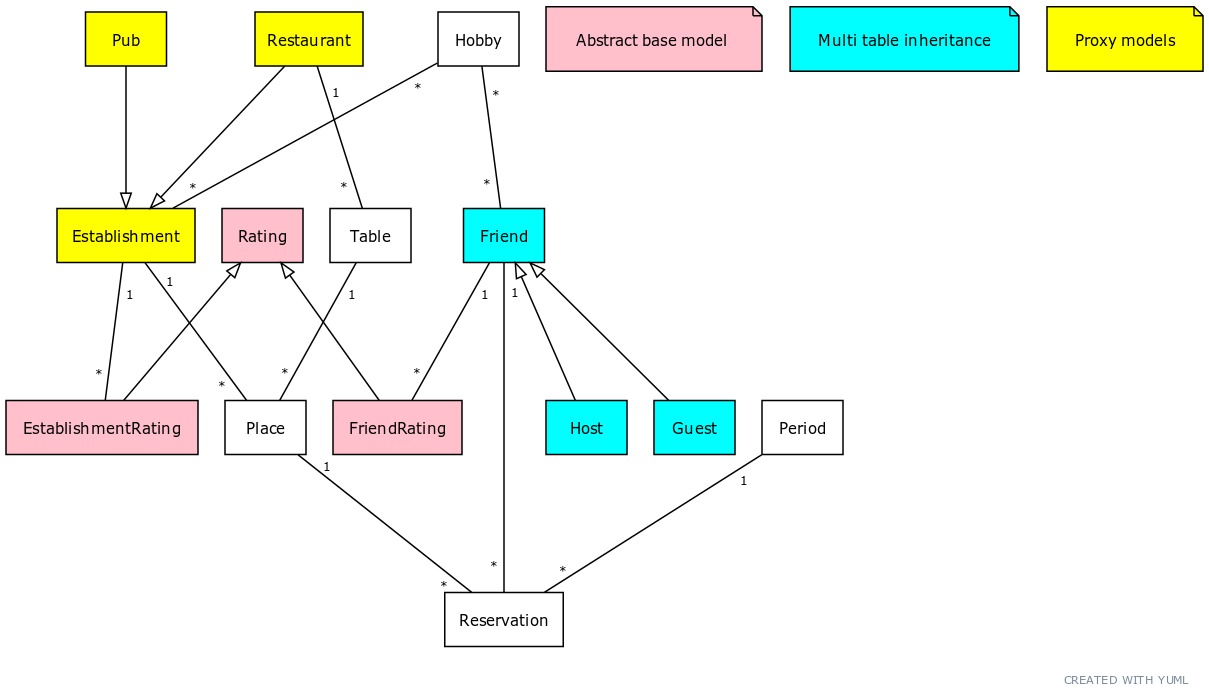 Pub
Restaurant
Hobby
Abstract base model
Multi table inheritance
Proxy models
1
*
*
*
*
*
Establishment
Rating
Table
Friend
1
1
1
1
1
*
*
*
*
EstablishmentRating
Place
FriendRating
Host
Guest
Period
1
1
*
*
*
Reservation
CREATED WITH YUML